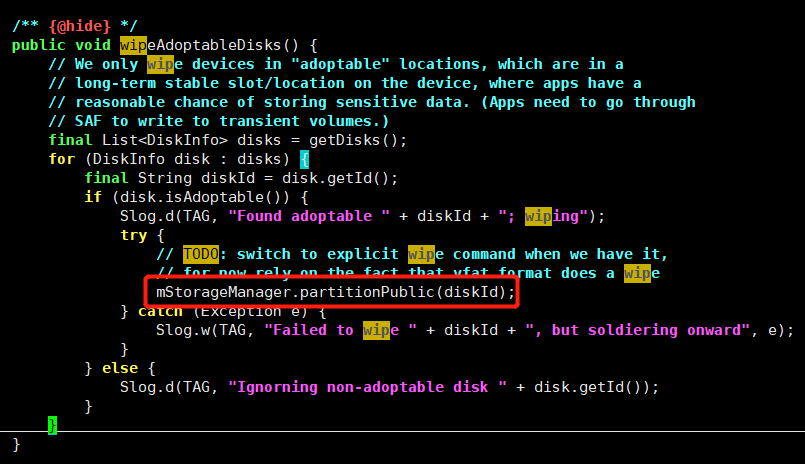 /** {@hide} */
public void wipeAdoptableDisks() {
    // We only wipe devices in "adoptable" locations, which are in a
    // long-term stable slot/location on the device, where apps have a
    // reasonable chance of storing sensitive data. (Apps need to go through
    // SAF to write to transient volumes.)
    final List<DiskInfo> disks = getDisks();
    for (DiskInfo disk : disks) {
        final String diskId = disk.getId();
        if (disk.isAdoptable()) {
            Slog.d(TAG, "Found adoptable " + diskId + "; wiping");
            try {
                // TODO: switch to explicit wipe command when we have it,
                // for now rely on the fact that vfat format does a wipe
                mStorageManager.partitionPublic(diskId);
            } catch (Exception e) {
                Slog.w(TAG, "Failed to wipe " + diskId + ", but soldiering onward", e);
            }
        } else {
            Slog.d(TAG, "Ignorning non-adoptable disk " + disk.getId());
        }
    }
}